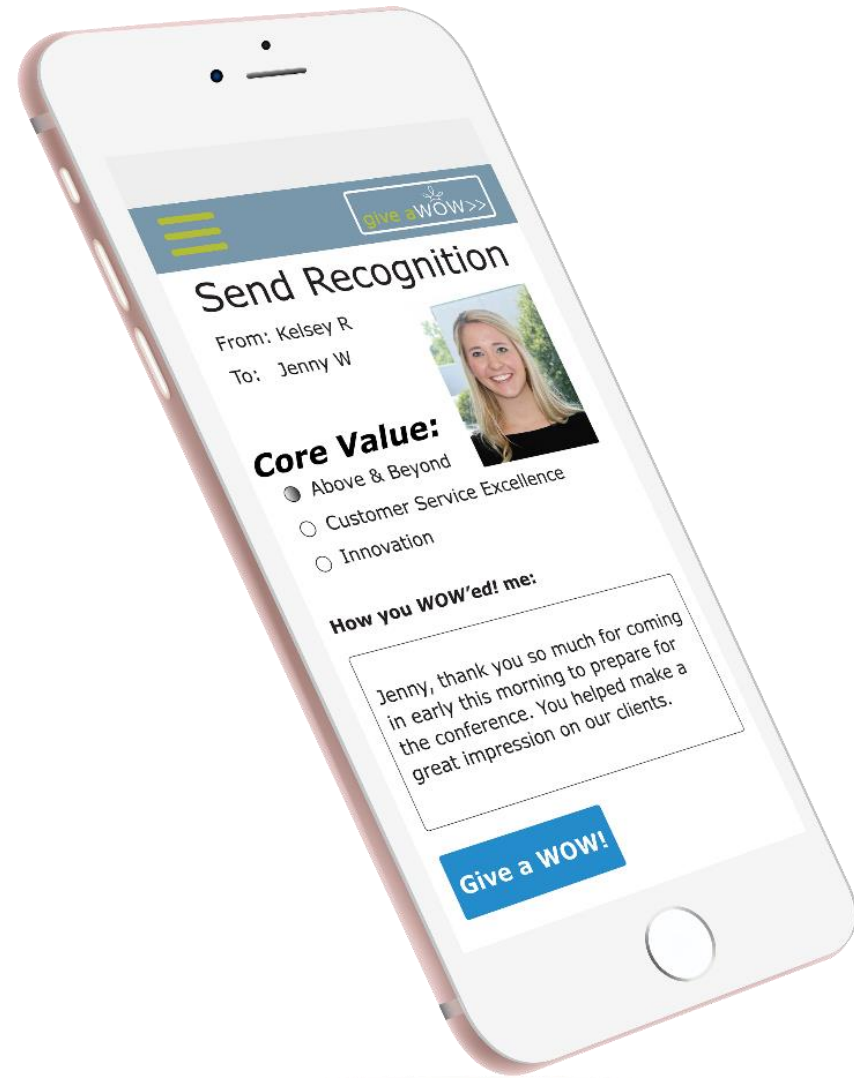 give a WOW>>
Send Recognition
From: Kelsey R
To: Jenny W
Core Value:
Above & Beyond
Customer Service Excellence
Innovation
How you WOW’ed! me:
Jenny, thank you so much for coming
in early this morning to prepare for
the conference. You helped make a
great impression on our clients.
Give a WOW!